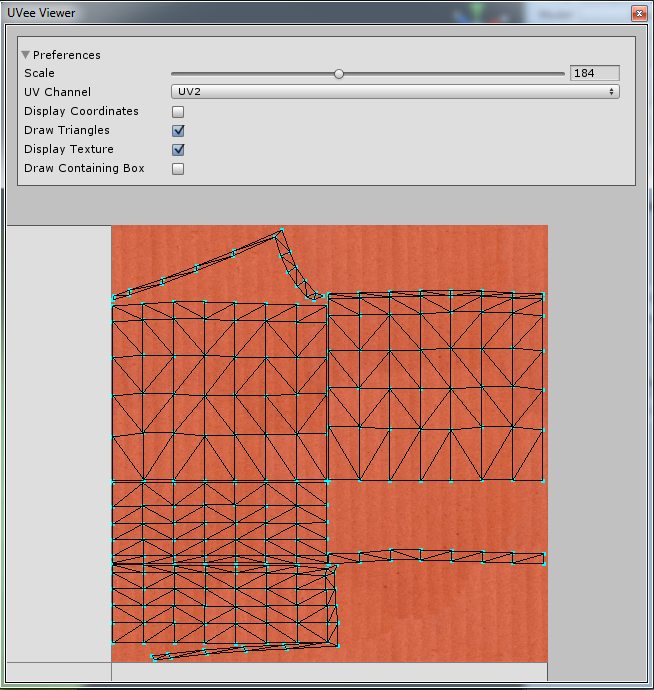 UVee Viewer
Preferences
Scale 184
UV Channel UV2
Display Coordinates
Draw Triangles
Display Texture
Draw Containing Box